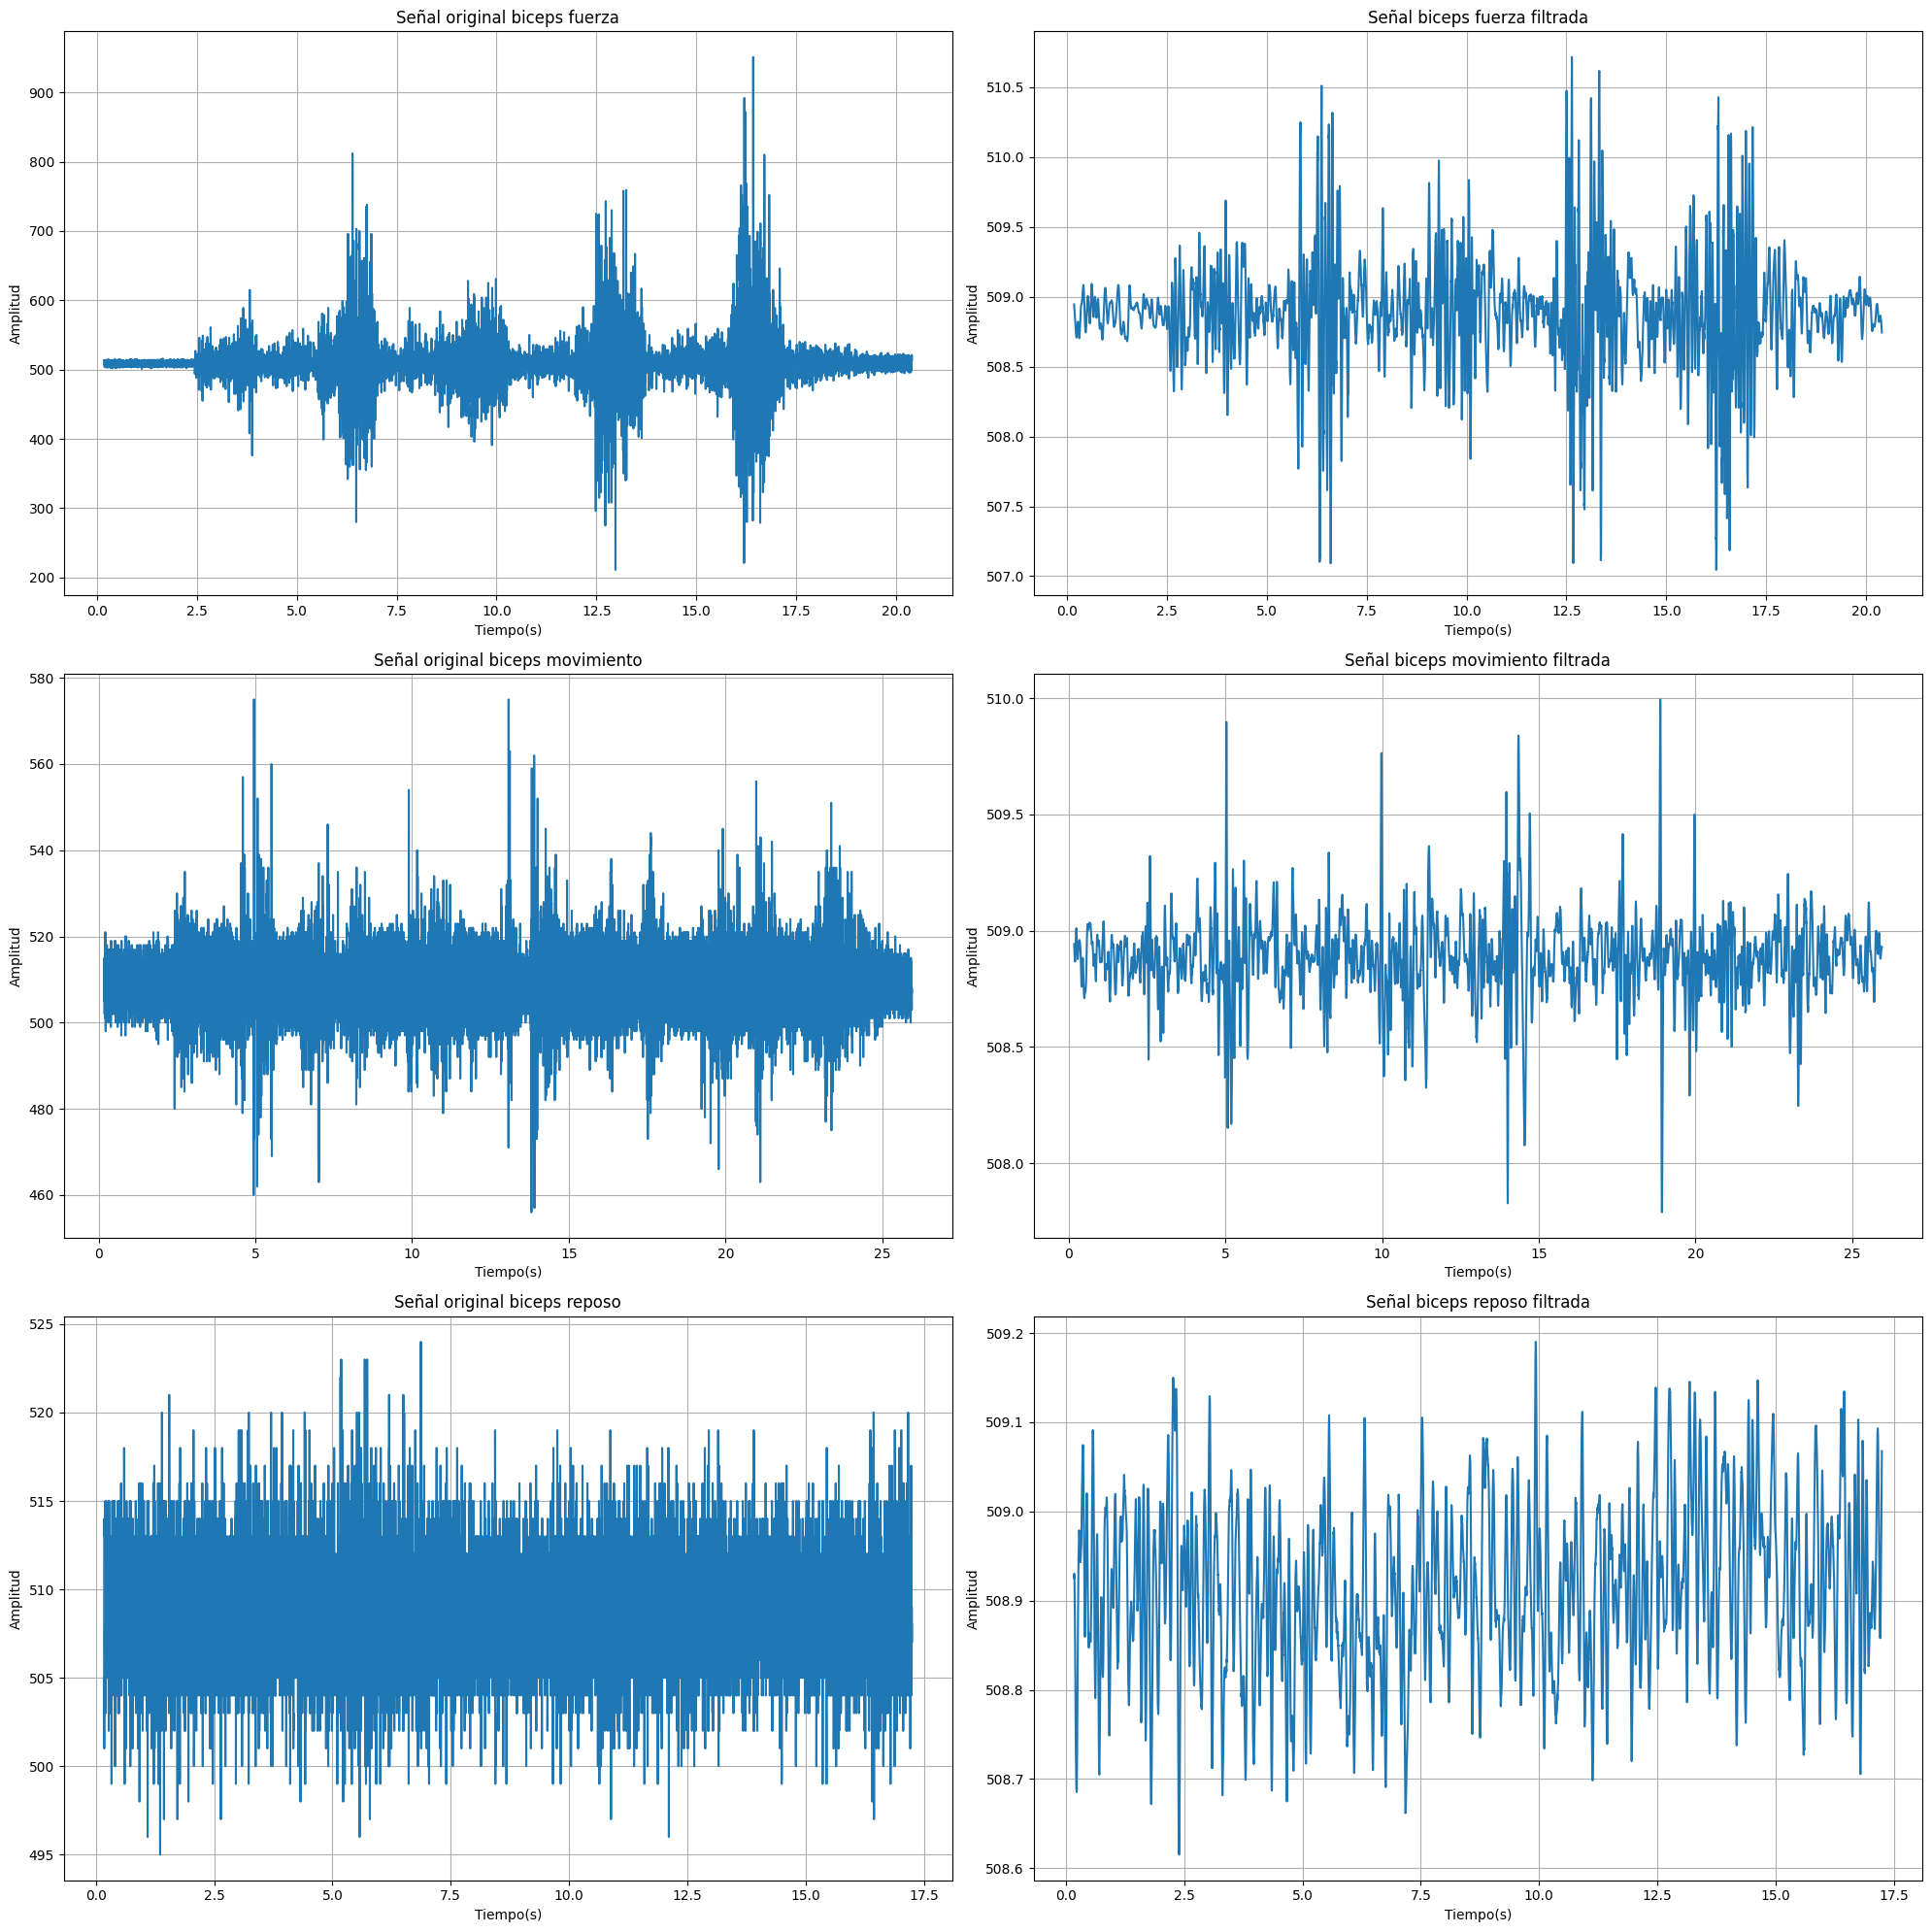 Señal original biceps fuerza
Amplitud
900
800
700
600
500
400
300
200
0.0 2.5 5.0 7.5 10.0 12.5 15.0 17.5 20.0
Tiempo(s)
Señal biceps fuerza filtrada
Amplitud
510.5
510.0
509.5
509.0
508.5
508.0
507.5
507.0
0.0 2.5 5.0 7.5 10.0 12.5 15.0 17.5 20.0
Tiempo(s)
Señal original biceps movimiento
Amplitud
580
560
540
520
500
480
460
0 5 10 15 20 25
Tiempo(s)
Señal biceps movimiento filtrada
Amplitud
510.0
509.5
509.0
508.5
508.0
0 5 10 15 20 25
Tiempo(s)
Señal original biceps reposo
Amplitud
525
520
515
510
505
500
495
0.0 2.5 5.0 7.5 10.0 12.5 15.0 17.5
Tiempo(s)
Señal biceps reposo filtrada
Amplitud
509.2
509.1
509.0
508.9
508.8
508.7
508.6
0.0 2.5 5.0 7.5 10.0 12.5 15.0 17.5
Tiempo(s)